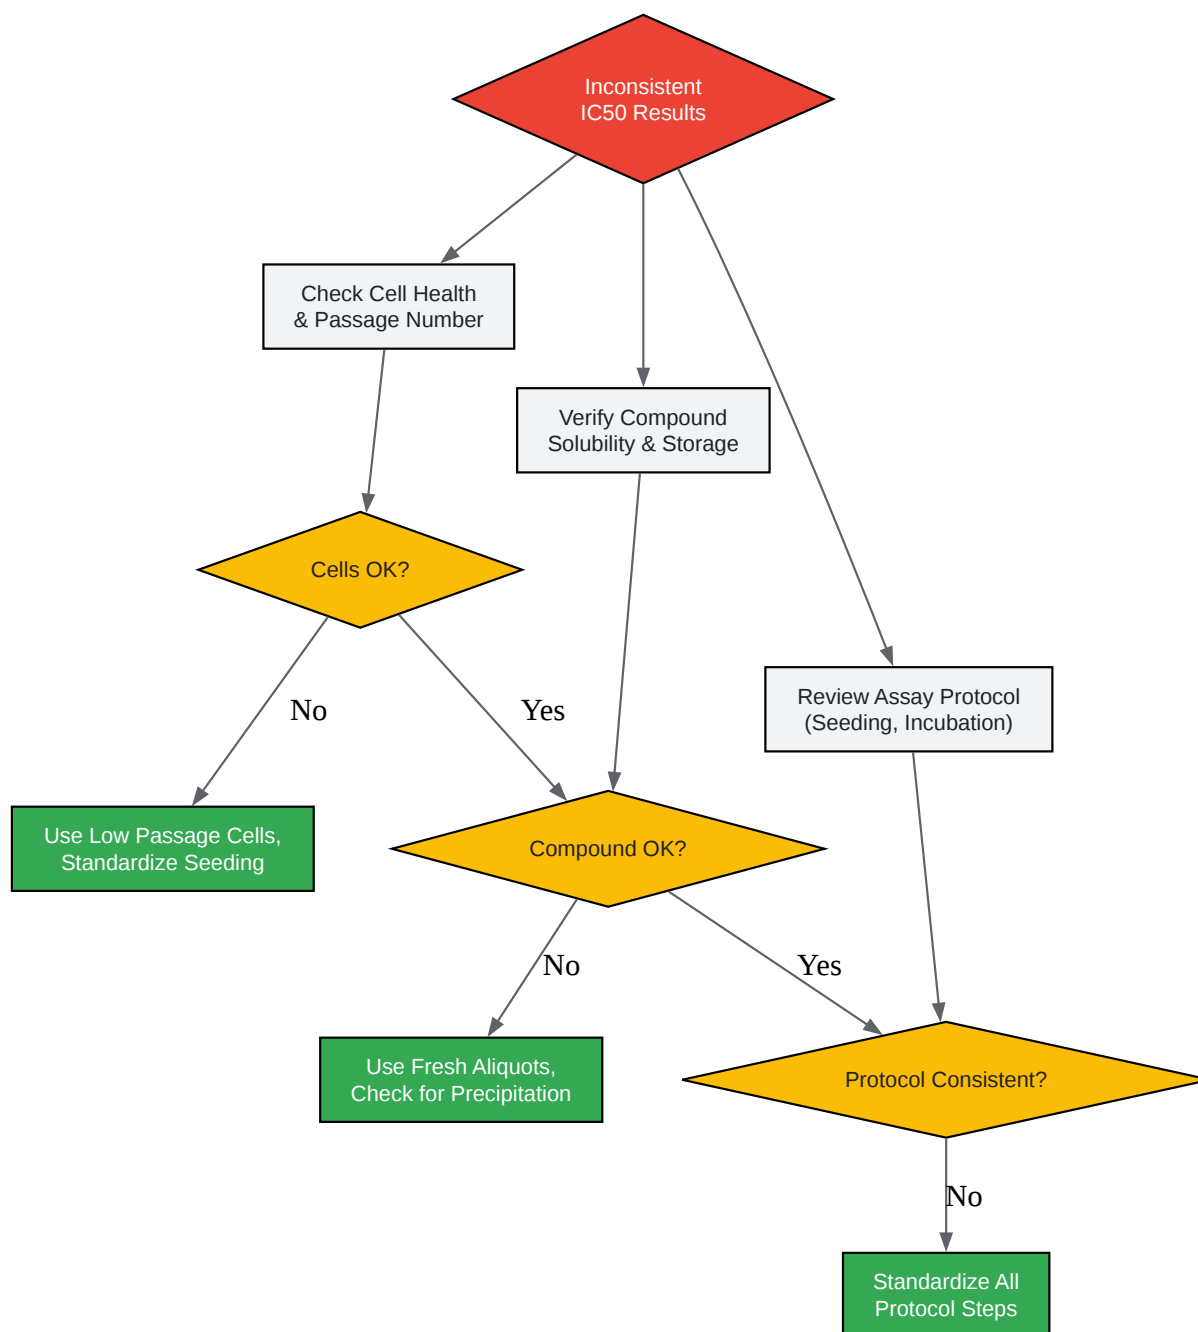 Inconsistent
IC50 Results
Check Cell Health
& Passage Number
Verify Compound
Solubility & Storage
Cells OK?
Review Assay Protocol
(Seeding, Incubation)
No
Yes
Use Low Passage Cells,
Standardize Seeding
Compound OK?
No
Yes
Use Fresh Aliquots,
Check for Precipitation
Protocol Consistent?
No
Standardize All
Protocol Steps